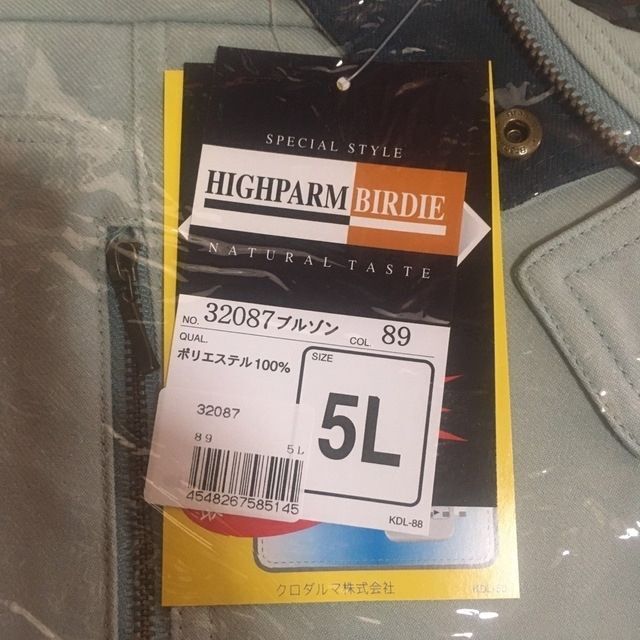 SPECIAL STYLE
HIGHPARM BIRDIE
NATURAL TASTE
NO. 32087ブルゾン COL. 89
QUAL.
ポリエステル100%
SIZE
5L
32087
89 5L
4548267585145
KDL-88
クロダルマ株式会社